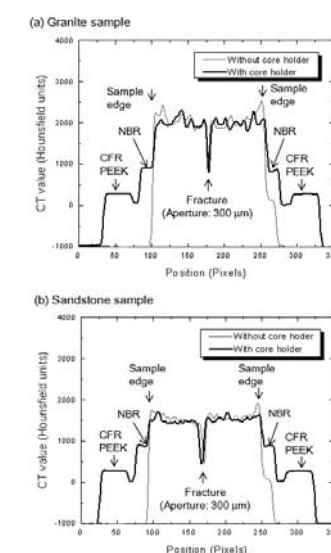 (a) Granite sample
4000
Without core holder
With core holder
Sample
edge
Sample
edge
3000
NBR
NBR
2000
CFR
PEEK
CFR
PEEK
1000
0
Fracture
(Aperture: 300 µm)
-1000
0 50 100 150 200 250 300
CT value (Hounsfield units)
Position (Pixels)
(b) Sandstone sample
4000
Without core hoder
With core holder
3000
Sample
edge
Sample
edge
2000
NBR
NBR
CFR
PEEK
CFR
PEEK
1000
0
Fracture
(Aperture: 300 µm)
-1000
0 50 100 150 200 250 300
CT value (Hounsfield units)
Position (Pixels)